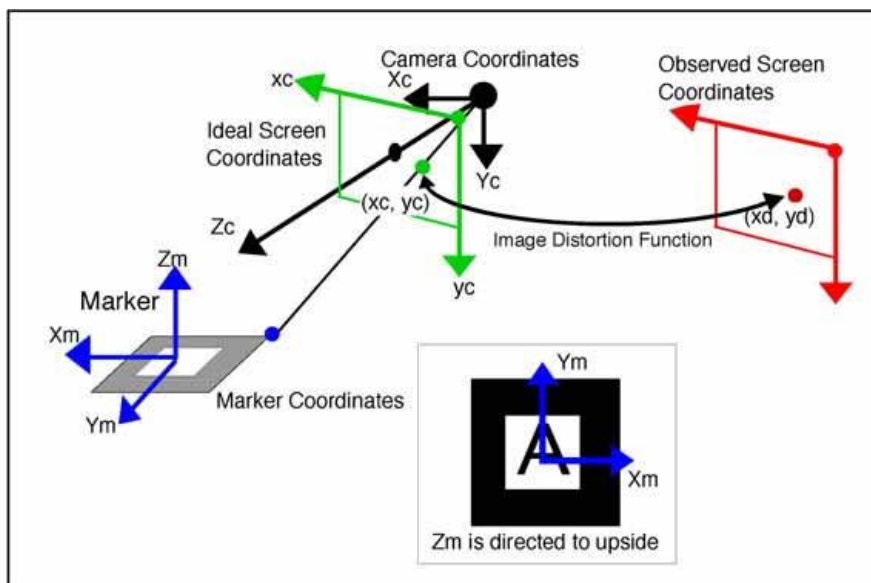 Camera Coordinates
xc
Xc
Observed Screen
Coordinates
Ideal Screen
Coordinates
Yc
(xc, yc)
(xd, yd)
Zc
Image Distortion Function
Zm
yc
Marker
Xm
Ym
Marker Coordinates
Ym
A
Xm
Zm is directed to upside